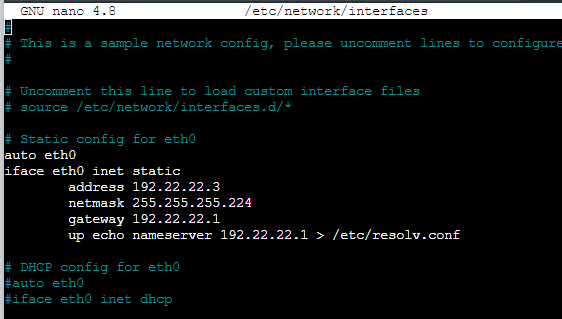 GNU nano 4.8 /etc/network/interfaces
#
# This is a sample network config, please uncomment lines to configure
#

# Uncomment this line to load custom interface files
# source /etc/network/interfaces.d/*

# Static config for eth0
auto eth0
iface eth0 inet static
        address 192.22.22.3
        netmask 255.255.255.224
        gateway 192.22.22.1
        up echo nameserver 192.22.22.1 > /etc/resolv.conf

# DHCP config for eth0
#auto eth0
#iface eth0 inet dhcp